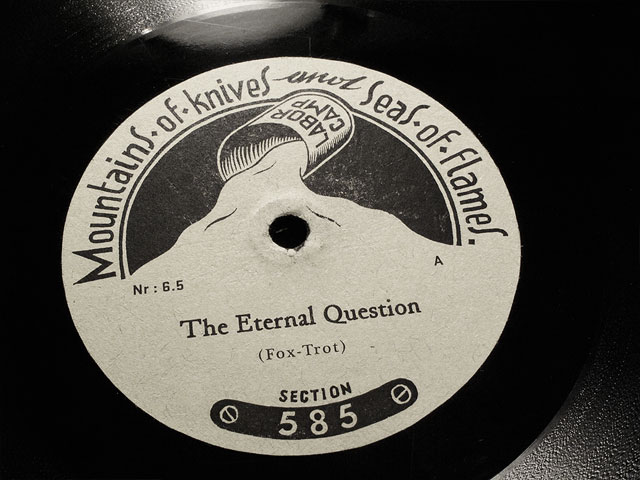 Mountains·of·knives and Seas·of·flames.
LABOR
CAMP
Nr: 6.5
A
The Eternal Question
(Fox-Trot)
SECTION
585